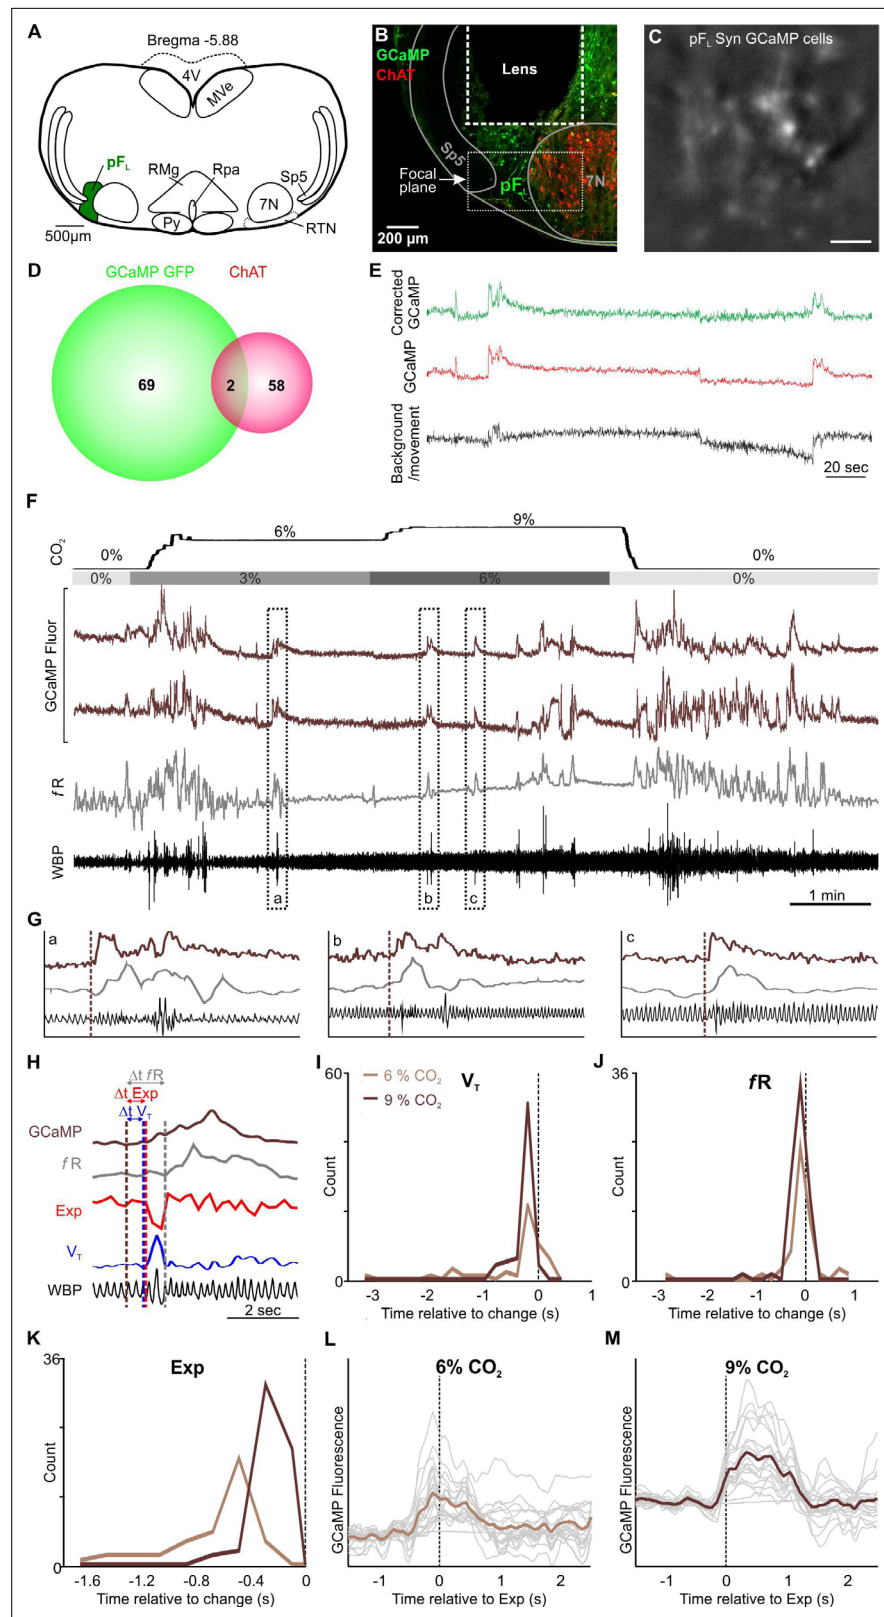 A
Bregma -5.88
4V
MVe
pF_L
RMg
Rpa
Sp5
7N
Py
RTN
500µm
B
GCaMP
ChAT
Lens
Sp5
Focal
plane
pF_L
7N
200 µm
C
pF_L Syn GCaMP cells
D
GCaMP GFP
ChAT
69
2
58
E
Corrected
GCaMP
GCaMP
Background
/movement
20 sec
F
CO₂
0%
6%
9%
0%
0%
3%
6%
0%
GCaMP Fluor
fR
WBP
a
b
c
1 min
G
a
b
c
H
Δt fR
Δt Exp
Δt V_T
GCaMP
fR
Exp
V_T
WBP
2 sec
I
V_T
6 % CO₂
9 % CO₂
60
Count
0
-3 -2 -1 0 1
Time relative to change (s)
J
fR
36
Count
0
-3 -2 -1 0 1
Time relative to change (s)
K
Exp
36
Count
0
-1.6 -1.2 -0.8 -0.4 0
Time relative to change (s)
L
6% CO₂
GCaMP Fluorescence
-1 0 1 2
Time relative to Exp (s)
M
9% CO₂
GCaMP Fluorescence
-1 0 1 2
Time relative to Exp (s)